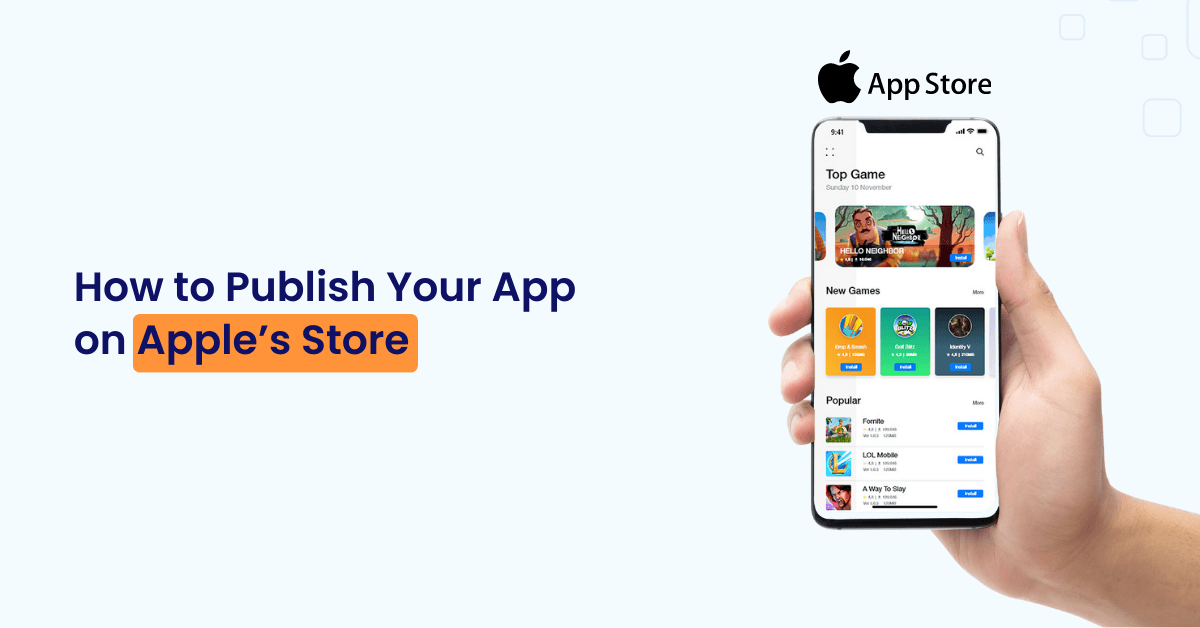 How to Publish Your App
on Apple’s Store
App Store
9:41
Top Game
Sunday 10 November
HELLO NEIGHBOR
HELLO NEIGHBOR
Install
New Games
More
Golf Blitz
Identity V
Install
Install
Install
Popular
More
Fornite
Install
LOL Mobile
Install
A Way To Slay
Install